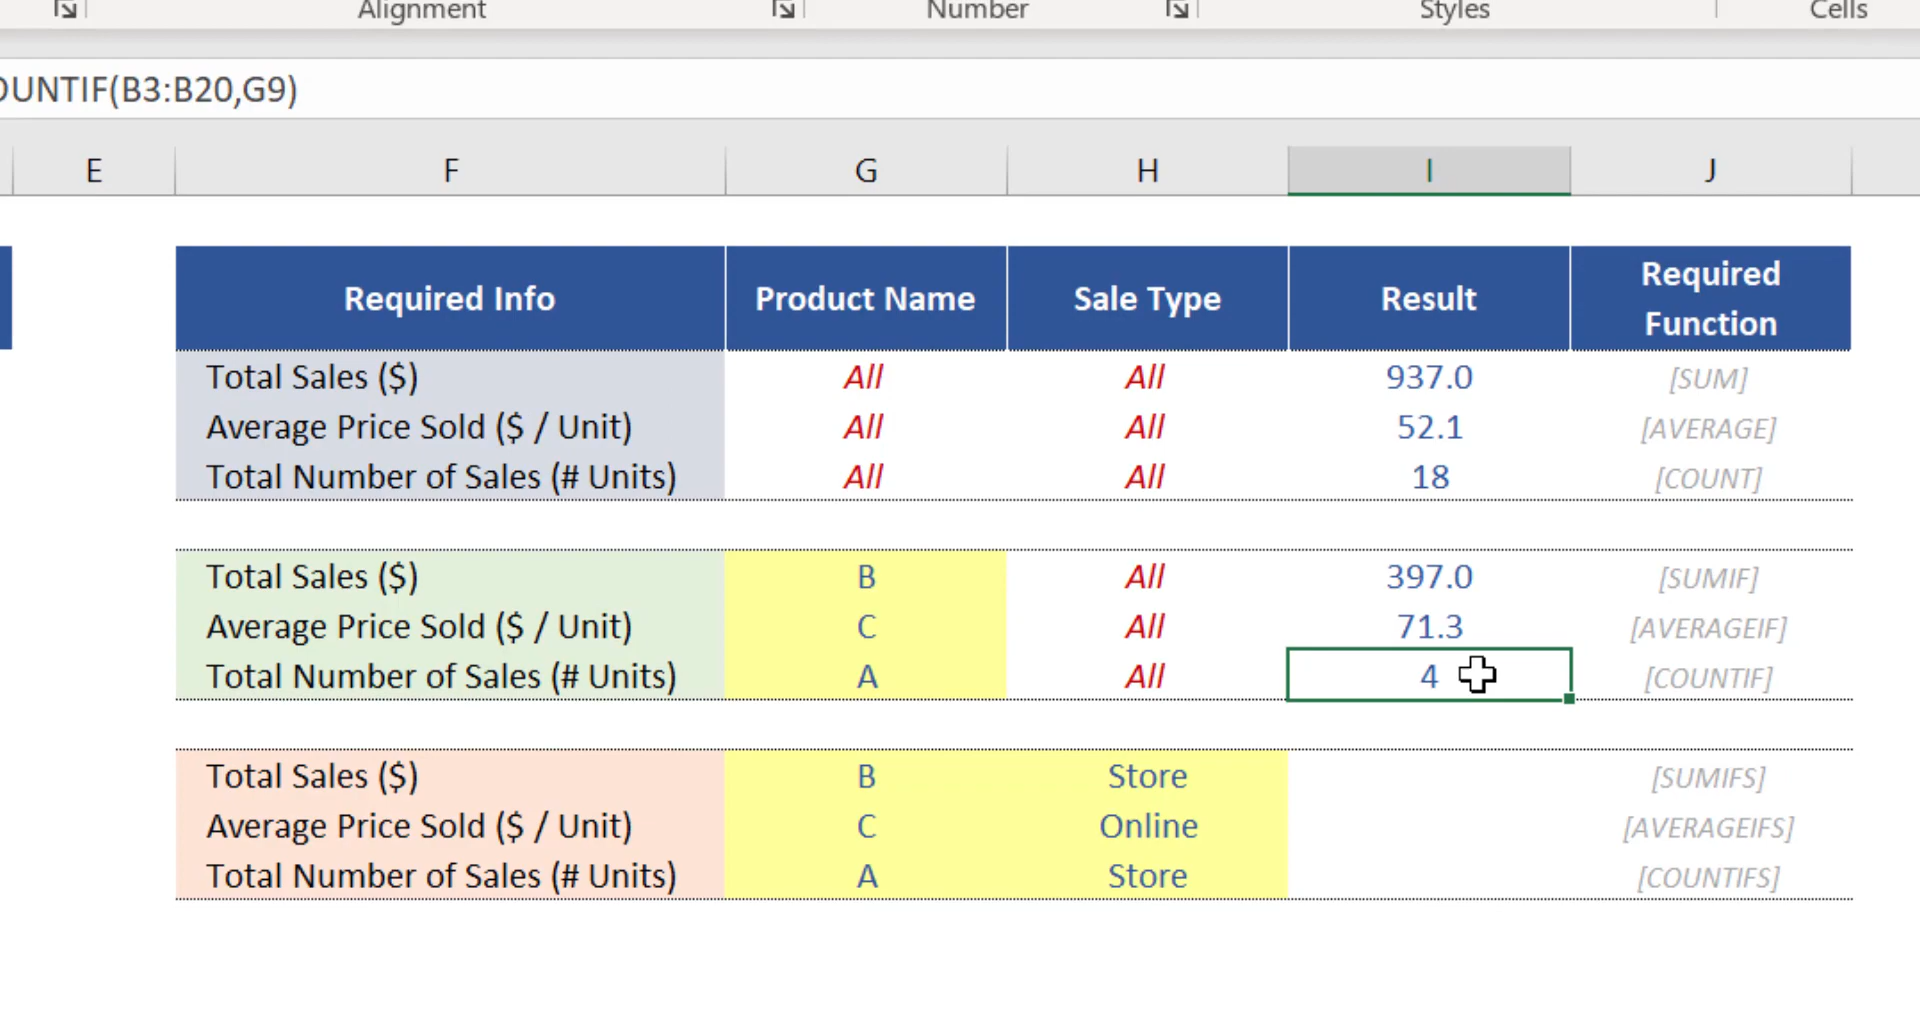 Alignment Number Styles Cells
OUNTIF(B3:B20,G9)
E F G H I J
Required Info Product Name Sale Type Result Required Function
Total Sales ($) All All 937.0 [SUM]
Average Price Sold ($ / Unit) All All 52.1 [AVERAGE]
Total Number of Sales (# Units) All All 18 [COUNT]
Total Sales ($) B All 397.0 [SUMIF]
Average Price Sold ($ / Unit) C All 71.3 [AVERAGEIF]
Total Number of Sales (# Units) A All 4 [COUNTIF]
Total Sales ($) B Store [SUMIFS]
Average Price Sold ($ / Unit) C Online [AVERAGEIFS]
Total Number of Sales (# Units) A Store [COUNTIFS]